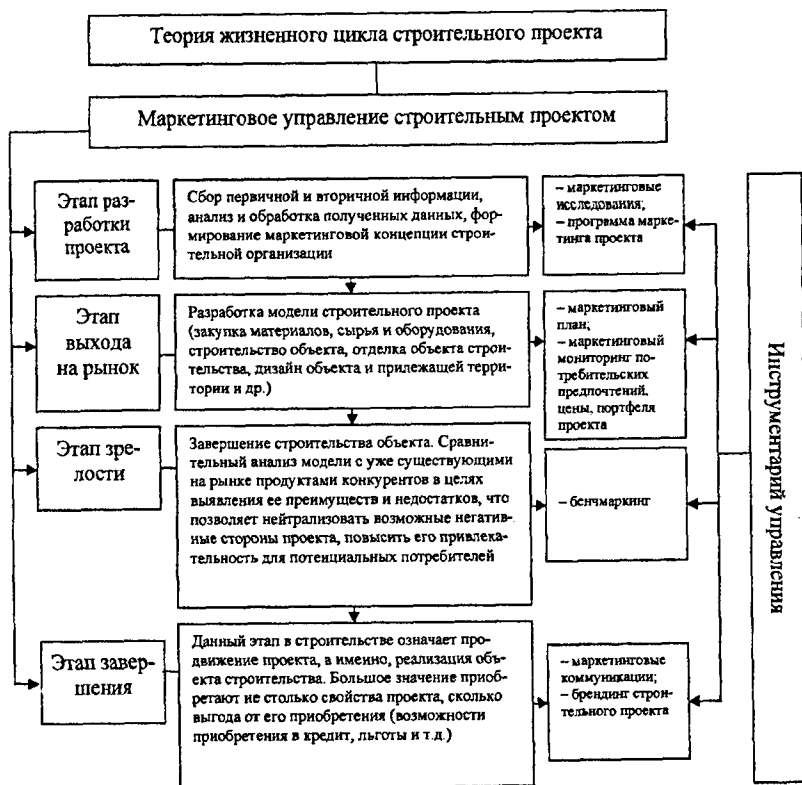 Теория жизненного цикла строительного проекта
Маркетинговое управление строительным проектом
Этап раз-
работки
проекта
Сбор первичной и вторичной информации,
анализ и обработка полученных данных, фор-
мирование маркетинговой концепции строи-
тельной организации
– маркетинговые
исследования;
– программа марке-
тинга проекта
Этап
выхода
на рынок
Разработка модели строительного проекта
(закупка материалов, сырья и оборудования,
строительство объекта, отделка объекта строи-
тельства, дизайн объекта и прилежащей терри-
тории и др.)
– маркетинговый
план;
– маркетинговый
мониторинг по-
требительских
предпочтений,
цены, портфеля
проекта
Этап зре-
лости
Завершение строительства объекта. Сравни-
тельный анализ модели с уже существующими
на рынке продуктами конкурентов в целях
выявления ее преимуществ и недостатков, что
позволяет нейтрализовать возможные негатив-
ные стороны проекта, повысить его привлека-
тельность для потенциальных потребителей
– бенчмаркинг
Этап завер-
шения
Данный этап в строительстве означает про-
движение проекта, а именно, реализация объ-
екта строительства. Большое значение приоб-
ретают не столько свойства проекта, сколько
выгода от его приобретения (возможности
приобретения в кредит, льготы и т.д.)
– маркетинговые
коммуникации;
– брендинг строи-
тельного проекта
Инструментарий управления